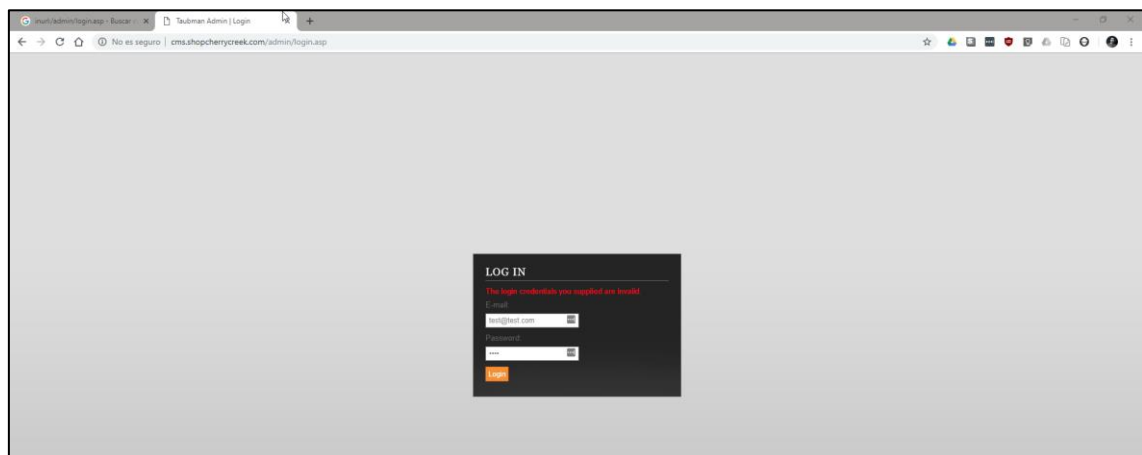 inurl:/admin/login.asp - Buscar c
Taubman Admin | Login
No es seguro | cms.shopcherrycreek.com/admin/login.asp
LOG IN
The login credentials you supplied are invalid.
E-mail:
test@test.com
Password:
••••
Login